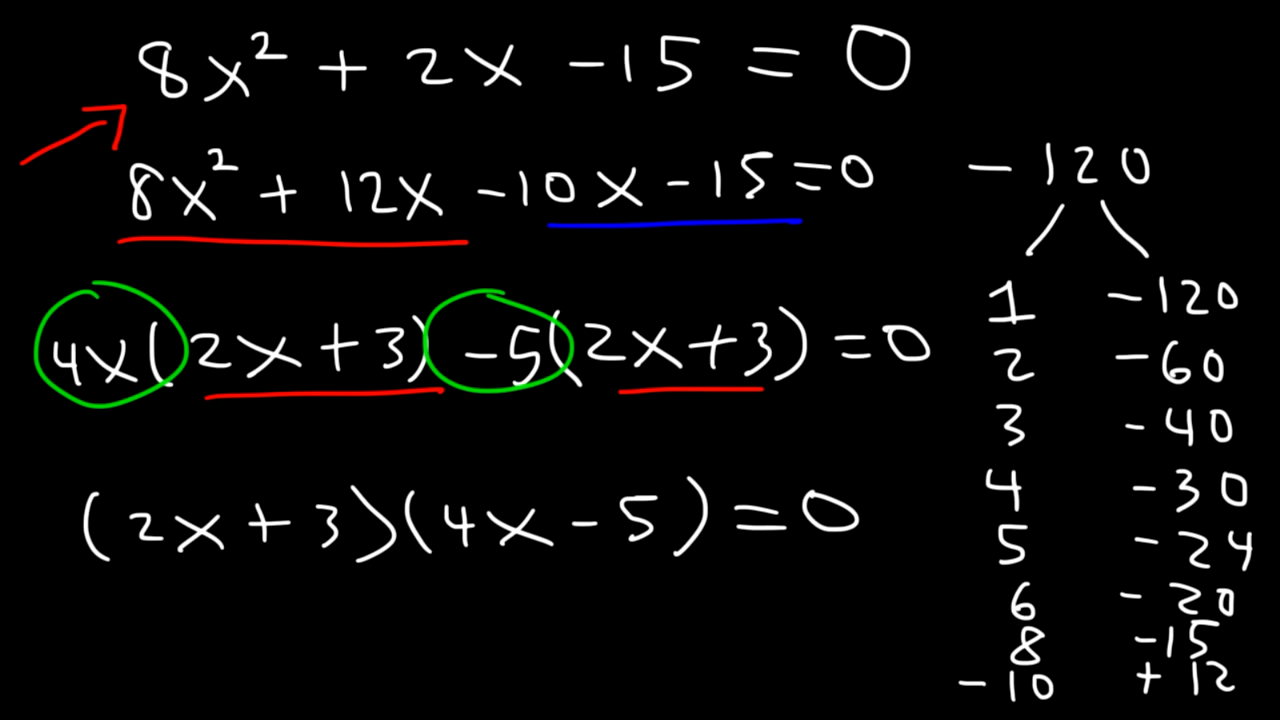 8x² + 2x - 15 = 0
8x² + 12x - 10x - 15 = 0
4x(2x + 3) - 5(2x + 3) = 0
(2x + 3)(4x - 5) = 0
- 120
1 - 120
2 - 60
3 - 40
4 - 30
5 - 24
6 - 20
8 - 15
- 10 + 12